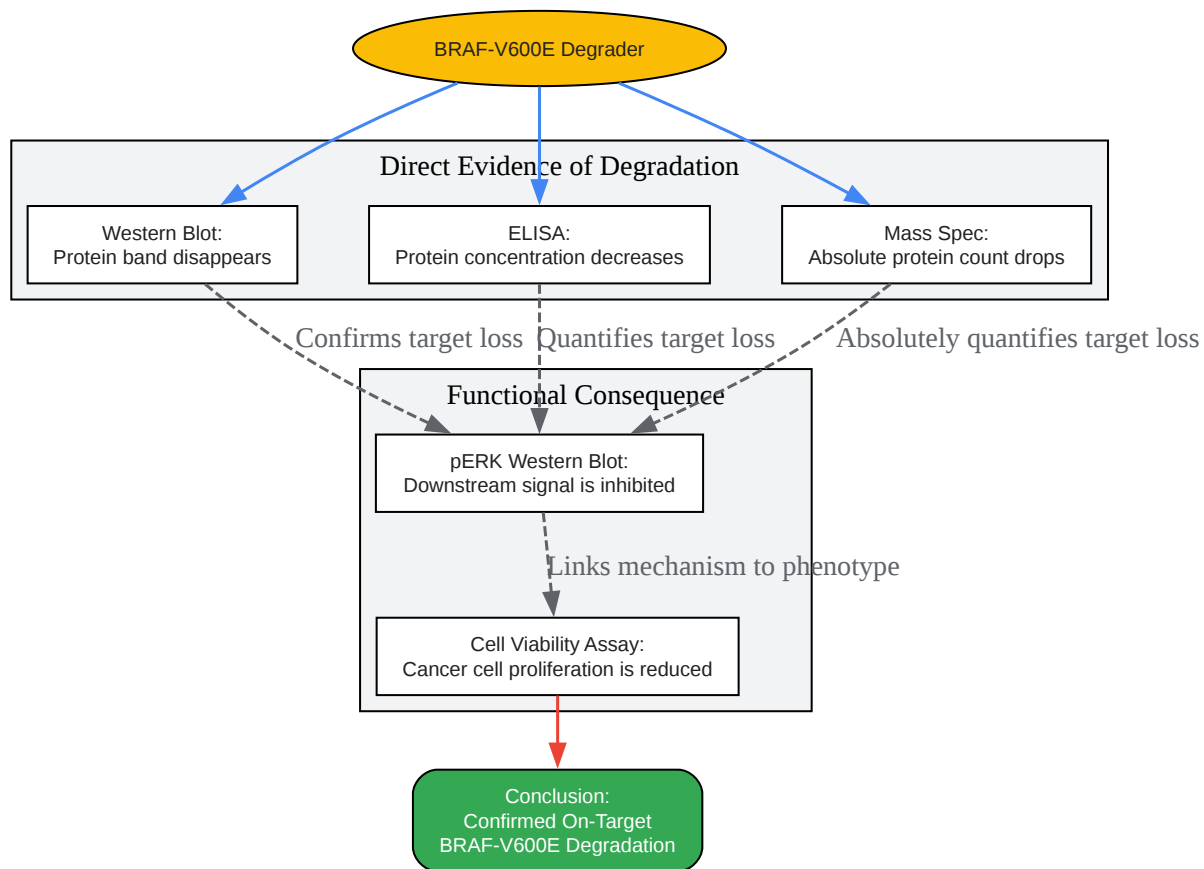 BRAF-V600E Degrader
Direct Evidence of Degradation
Western Blot:
Protein band disappears
ELISA:
Protein concentration decreases
Mass Spec:
Absolute protein count drops
Confirms target loss
Quantifies target loss
Absolutely quantifies target loss
Functional Consequence
pERK Western Blot:
Downstream signal is inhibited
Links mechanism to phenotype
Cell Viability Assay:
Cancer cell proliferation is reduced
Conclusion:
Confirmed On-Target
BRAF-V600E Degradation